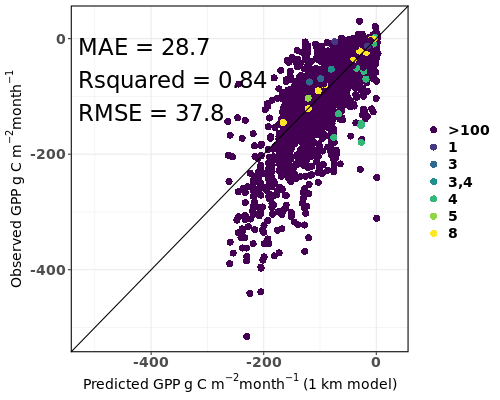 MAE = 28.7
Rsquared = 0.84
RMSE = 37.8
Observed GPP g C m⁻²month⁻¹
0
-200
-400
-400
-200
0
Predicted GPP g C m⁻²month⁻¹ (1 km model)
>100
1
3
3,4
4
5
8